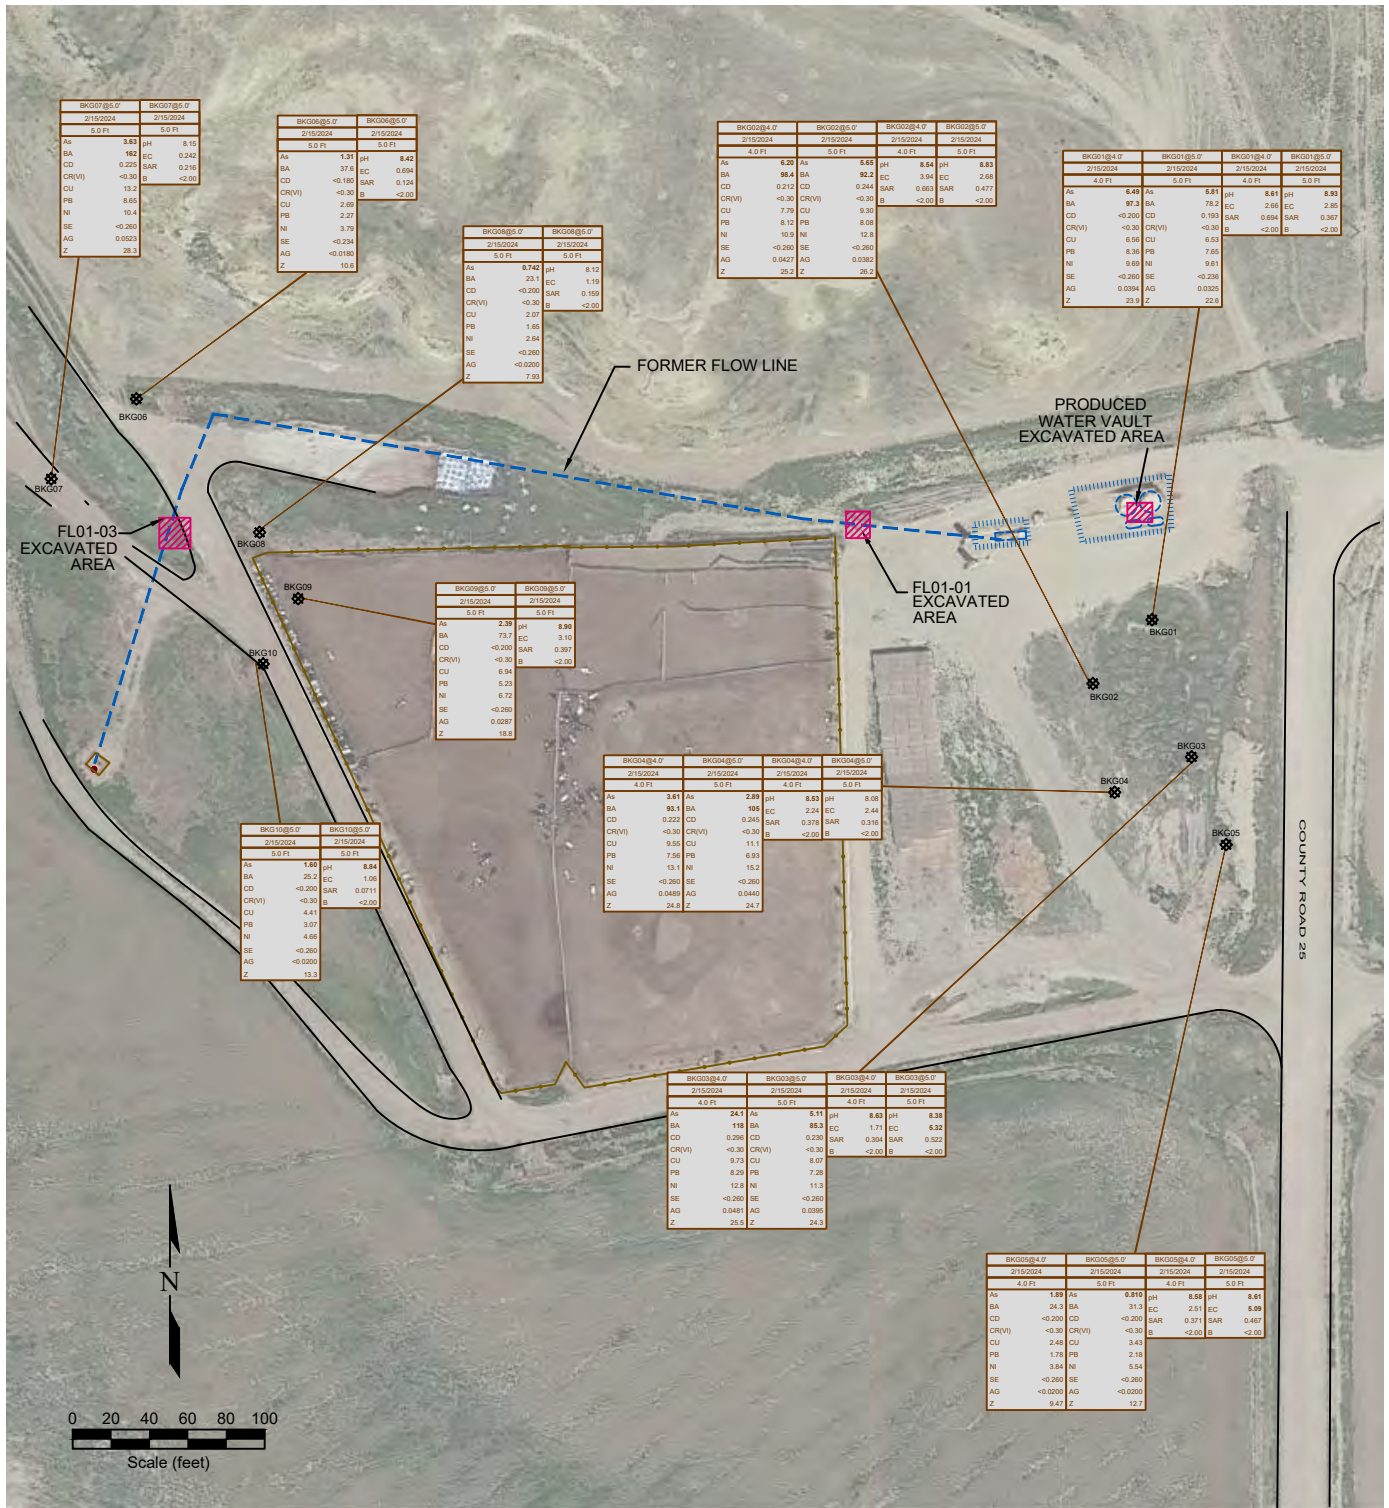 BKG07@5.0' BKG07@5.0'
2/15/2024 2/15/2024
5.0 Ft 5.0 Ft
As 3.63 pH 8.15
BA 162 EC 0.242
CD 0.225 SAR 0.216
CR(VI) <0.30 B <2.00
CU 13.2
PB 8.65
NI 10.4
SE <0.260
AG 0.0523
Z 28.3
BKG06@5.0' BKG06@5.0'
2/15/2024 2/15/2024
5.0 Ft 5.0 Ft
As 1.31 pH 8.42
BA 37.6 EC 0.694
CD <0.180 SAR 0.124
CR(VI) <0.30 B <2.00
CU 2.69
PB 2.27
NI 3.79
SE <0.234
AG <0.0180
Z 10.6
BKG08@5.0' BKG08@5.0'
2/15/2024 2/15/2024
5.0 Ft 5.0 Ft
As 0.742 pH 8.12
BA 23.1 EC 1.19
CD <0.200 SAR 0.159
CR(VI) <0.30 B <2.00
CU 2.07
PB 1.65
NI 2.64
SE <0.260
AG <0.0200
Z 7.93
BKG02@4.0' BKG02@5.0' BKG02@4.0' BKG02@5.0'
2/15/2024 2/15/2024 2/15/2024 2/15/2024
4.0 Ft 5.0 Ft 4.0 Ft 5.0 Ft
As 6.20 As 5.65 pH 8.54 pH 8.83
BA 98.4 BA 92.2 EC 3.94 EC 2.68
CD 0.212 CD 0.244 SAR 0.663 SAR 0.477
CR(VI) <0.30 CR(VI) <0.30 B <2.00 B <2.00
CU 7.79 CU 9.30
PB 8.12 PB 8.08
NI 10.9 NI 12.8
SE <0.260 SE <0.260
AG 0.0427 AG 0.0382
Z 25.2 Z 26.2
BKG01@4.0' BKG01@5.0' BKG01@4.0' BKG01@5.0'
2/15/2024 2/15/2024 2/15/2024 2/15/2024
4.0 Ft 5.0 Ft 4.0 Ft 5.0 Ft
As 6.49 As 5.81 pH 8.61 pH 8.93
BA 97.3 BA 78.2 EC 2.66 EC 2.85
CD <0.200 CD 0.193 SAR 0.694 SAR 0.367
CR(VI) <0.30 CR(VI) <0.30 B <2.00 B <2.00
CU 6.56 CU 6.53
PB 8.36 PB 7.65
NI 9.69 NI 9.61
SE <0.260 SE <0.236
AG 0.0394 AG 0.0325
Z 23.9 Z 22.6
FORMER FLOW LINE
PRODUCED
WATER VAULT
EXCAVATED AREA
BKG06
BKG07
FL01-03
EXCAVATED
AREA
BKG08
BKG09
BKG10
FL01-01
EXCAVATED
AREA
BKG01
BKG02
BKG03
BKG04
BKG05
COUNTY ROAD 25
BKG09@5.0' BKG09@5.0'
2/15/2024 2/15/2024
5.0 Ft 5.0 Ft
As 2.39 pH 8.90
BA 73.7 EC 3.10
CD <0.200 SAR 0.397
CR(VI) <0.30 B <2.00
CU 6.94
PB 5.23
NI 6.72
SE <0.260
AG 0.0287
Z 18.8
BKG04@4.0' BKG04@5.0' BKG04@4.0' BKG04@5.0'
2/15/2024 2/15/2024 2/15/2024 2/15/2024
4.0 Ft 5.0 Ft 4.0 Ft 5.0 Ft
As 3.61 As 2.89 pH 8.53 pH 8.08
BA 93.1 BA 105 EC 2.24 EC 2.44
CD 0.222 CD 0.245 SAR 0.378 SAR 0.316
CR(VI) <0.30 CR(VI) <0.30 B <2.00 B <2.00
CU 9.55 CU 11.1
PB 7.56 PB 6.93
NI 13.1 NI 15.2
SE <0.260 SE <0.260
AG 0.0489 AG 0.0440
Z 24.8 Z 24.7
BKG10@5.0' BKG10@5.0'
2/15/2024 2/15/2024
5.0 Ft 5.0 Ft
As 1.60 pH 8.84
BA 25.2 EC 1.06
CD <0.200 SAR 0.0711
CR(VI) <0.30 B <2.00
CU 4.41
PB 3.07
NI 4.66
SE <0.260
AG <0.0200
Z 13.3
BKG03@4.0' BKG03@5.0' BKG03@4.0' BKG03@5.0'
2/15/2024 2/15/2024 2/15/2024 2/15/2024
4.0 Ft 5.0 Ft 4.0 Ft 5.0 Ft
As 24.1 As 5.11 pH 8.63 pH 8.38
BA 118 BA 85.3 EC 1.71 EC 5.32
CD 0.296 CD 0.230 SAR 0.304 SAR 0.522
CR(VI) <0.30 CR(VI) <0.30 B <2.00 B <2.00
CU 9.73 CU 8.07
PB 8.29 PB 7.28
NI 12.8 NI 11.3
SE <0.260 SE <0.260
AG 0.0481 AG 0.0395
Z 25.5 Z 24.3
BKG05@4.0' BKG05@5.0' BKG05@4.0' BKG05@5.0'
2/15/2024 2/15/2024 2/15/2024 2/15/2024
4.0 Ft 5.0 Ft 4.0 Ft 5.0 Ft
As 1.89 As 0.810 pH 8.58 pH 8.61
BA 24.3 BA 31.3 EC 2.51 EC 5.09
CD <0.200 CD <0.200 SAR 0.371 SAR 0.467
CR(VI) <0.30 CR(VI) <0.30 B <2.00 B <2.00
CU 2.48 CU 3.43
PB 1.78 PB 2.18
NI 3.84 NI 5.54
SE <0.260 SE <0.260
AG <0.0200 AG <0.0200
Z 9.47 Z 12.7
N
0 20 40 60 80 100
Scale (feet)